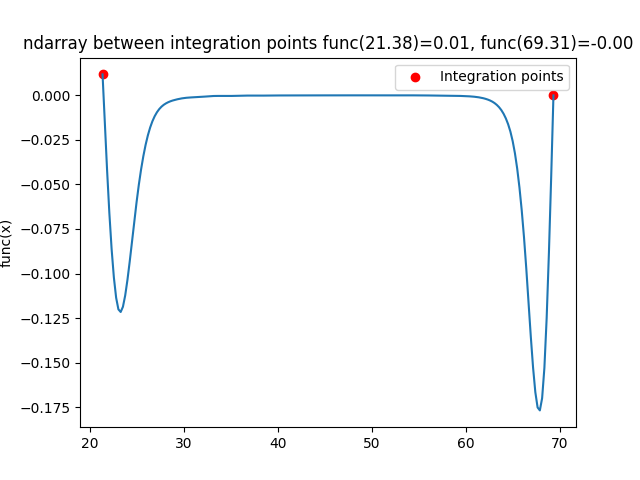 ndarray between integration points func(21.38)=0.01, func(69.31)=-0.00
Integration points
func(x)
0.000
−0.025
−0.050
−0.075
−0.100
−0.125
−0.150
−0.175
20 30 40 50 60 70